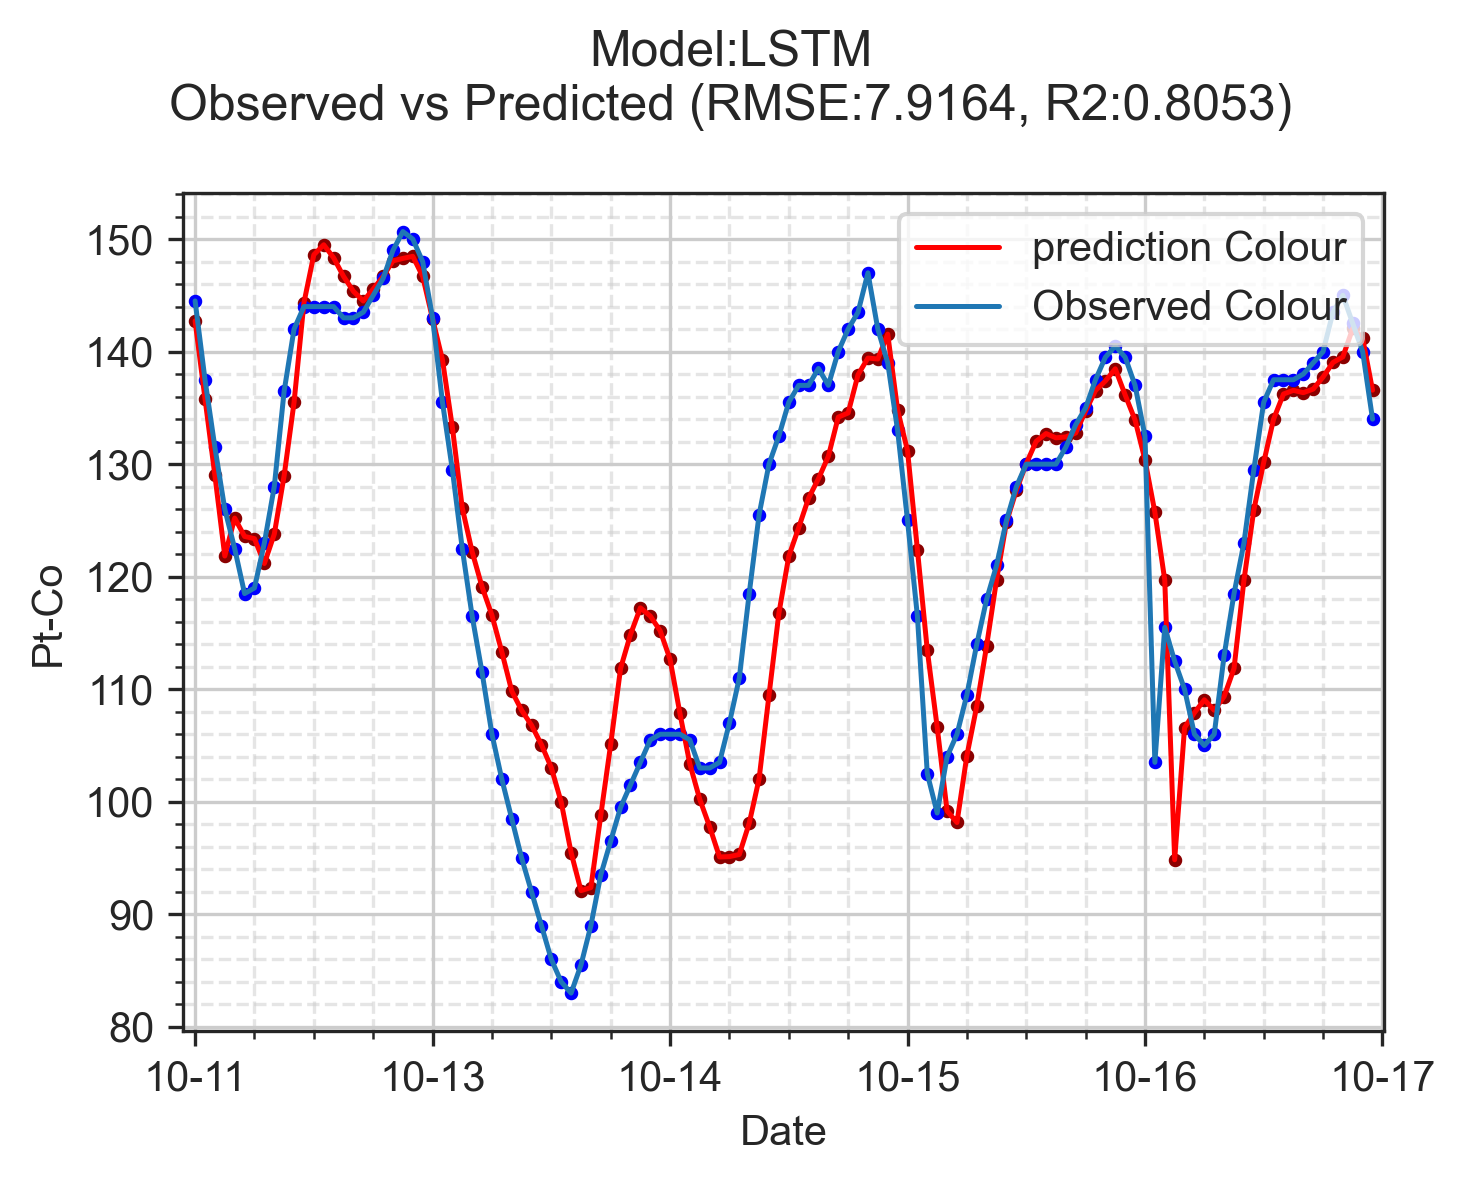 Model:LSTM
Observed vs Predicted (RMSE:7.9164, R2:0.8053)
prediction Colour
Observed Colour
150
140
130
120
110
100
90
80
Pt-Co
10-11 10-13 10-14 10-15 10-16 10-17
Date